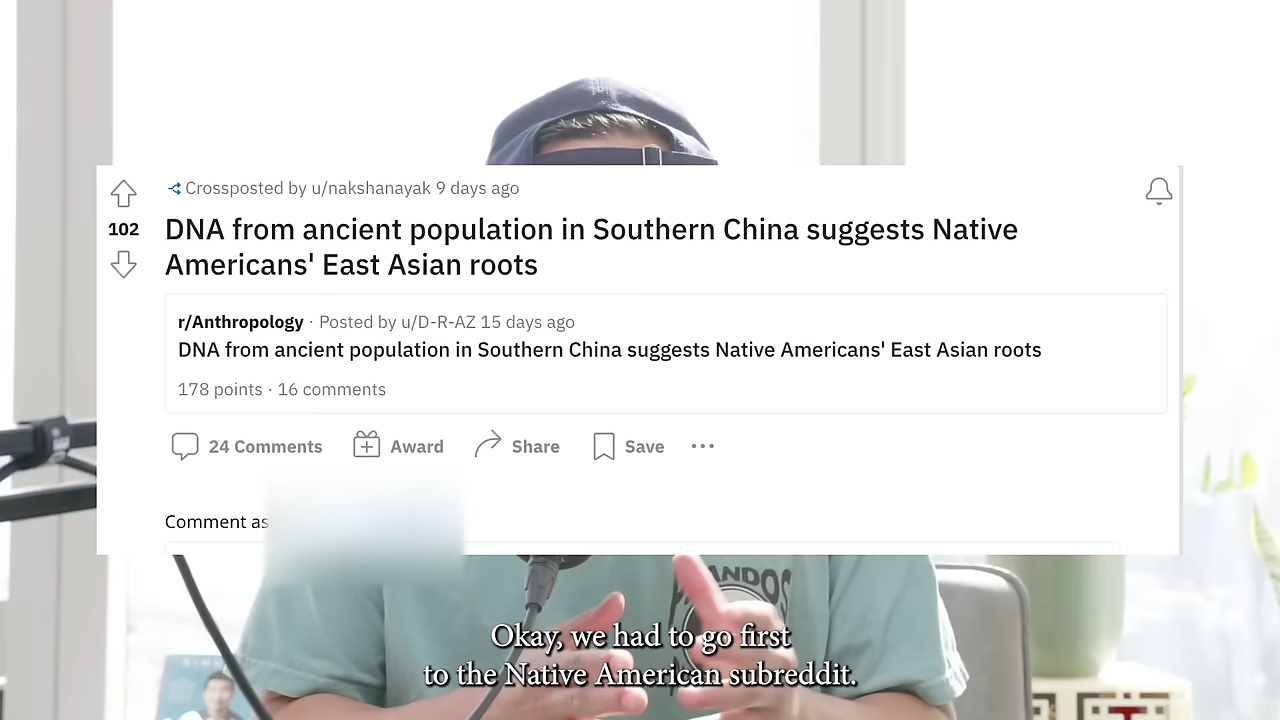 Crossposted by u/nakshanayak 9 days ago
102
DNA from ancient population in Southern China suggests Native
Americans' East Asian roots
r/Anthropology · Posted by u/D-R-AZ 15 days ago
DNA from ancient population in Southern China suggests Native Americans' East Asian roots
178 points · 16 comments
24 Comments
Award
Share
Save
Comment as
Okay, we had to go first
to the Native American subreddit.